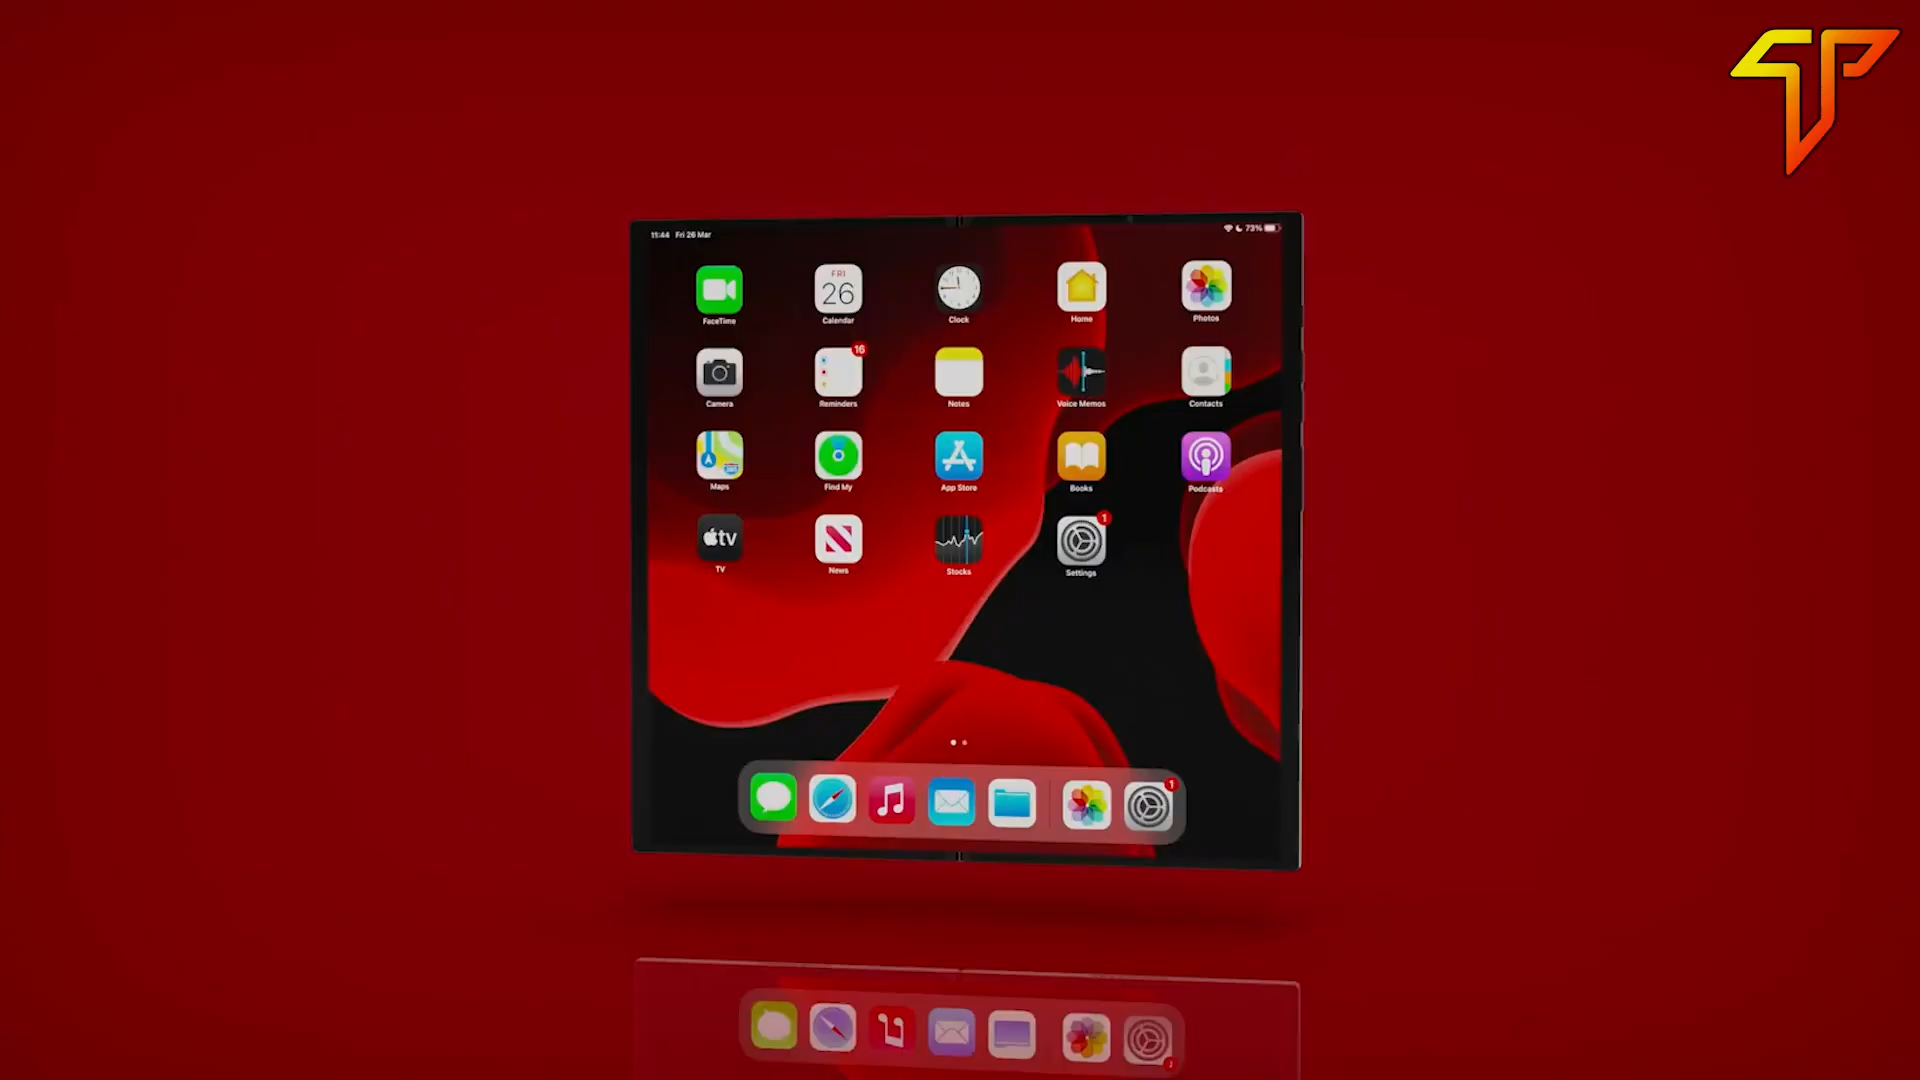 11:44 Fri 26 Mar
73%
FRI
26
FaceTime Calendar Clock Home Photos
16
Camera Reminders Notes Voice Memos Contacts
Maps Find My App Store Books Podcasts
tv
1
TV News Stocks Settings
1